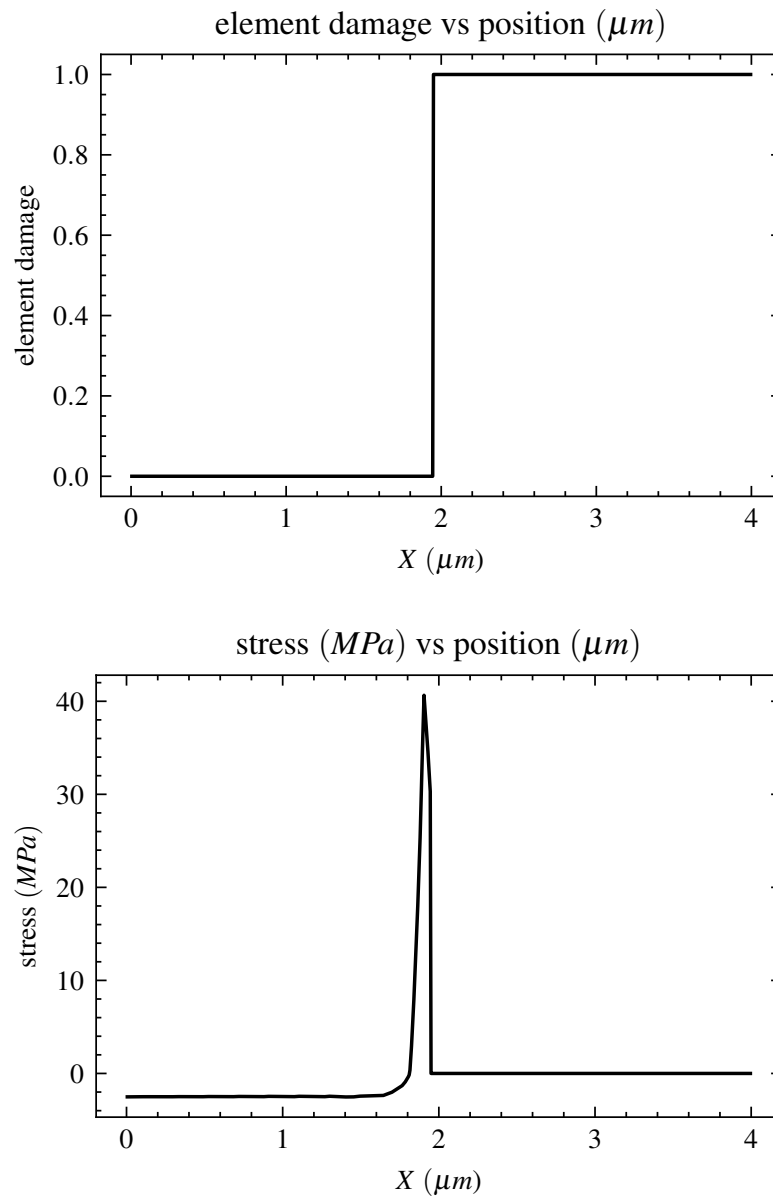 element damage vs position (μm)
1.0
0.8
0.6
0.4
0.2
0.0
element damage
0 1 2 3 4
X (μm)
stress (MPa) vs position (μm)
40
30
20
10
0
stress (MPa)
0 1 2 3 4
X (μm)